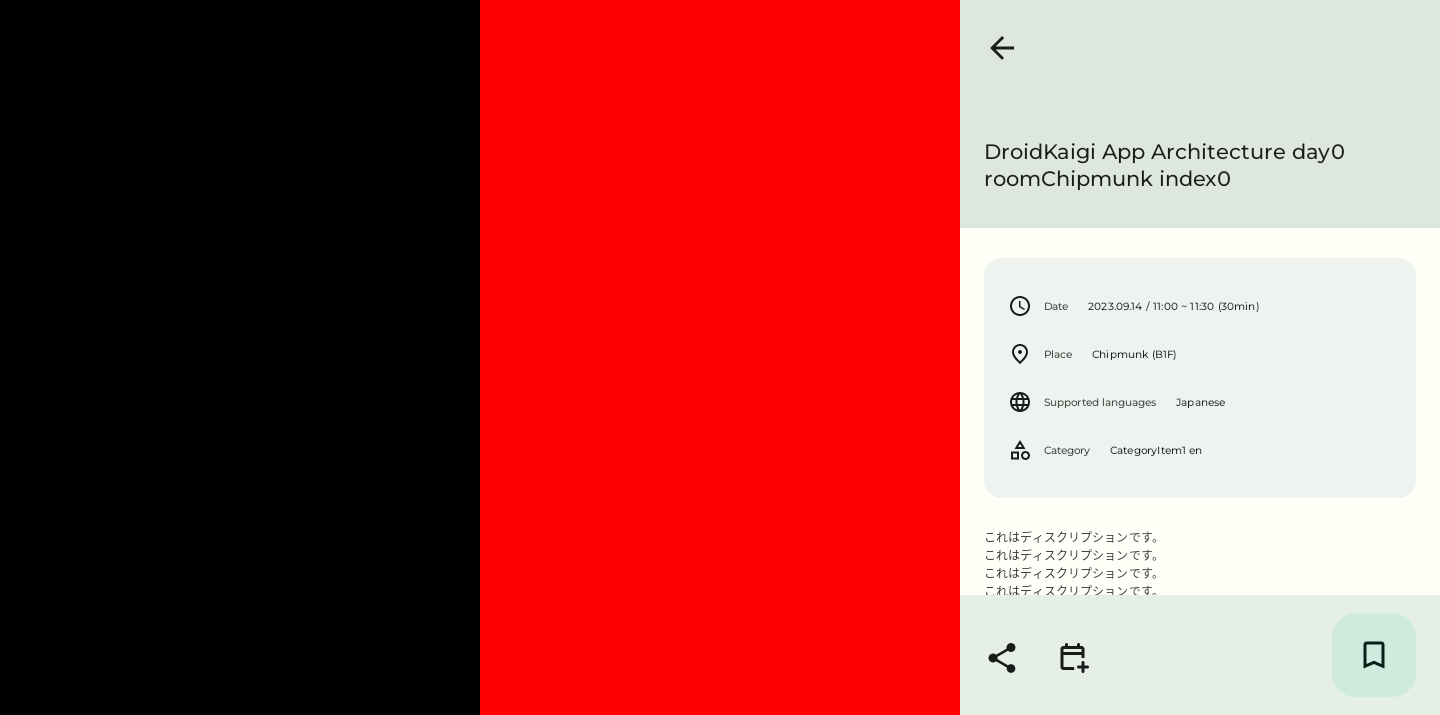 DroidKaigi App Architecture day0
roomChipmunk index0
Date 2023.09.14 / 11:00 ~ 11:30 (30min)
Place Chipmunk (B1F)
Supported languages Japanese
Category CategoryItem1 en
これはディスクリプションです。
これはディスクリプションです。
これはディスクリプションです。
これはディスクリプションです。